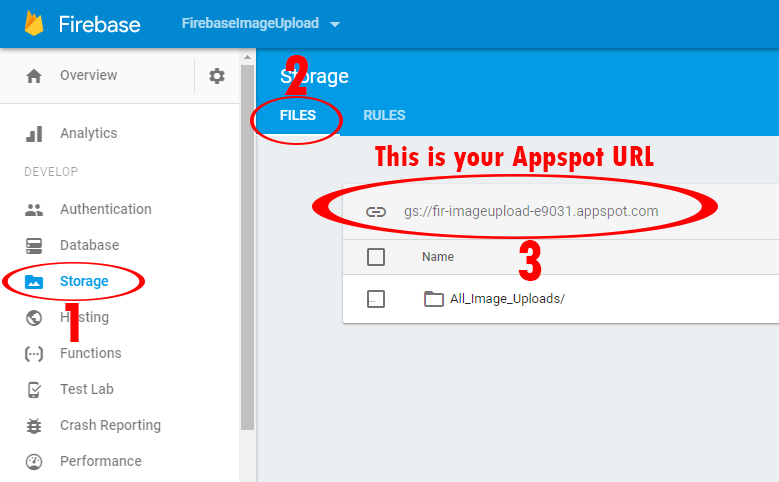 Firebase
FirebaseImageUpload
Overview
Analytics
DEVELOP
Authentication
Database
Storage
1
Hosting
Functions
Test Lab
Crash Reporting
Performance
Storage
2
FILES
RULES
This is your Appspot URL
gs://fir-imageupload-e9031.appspot.com
3
Name
All_Image_Uploads/